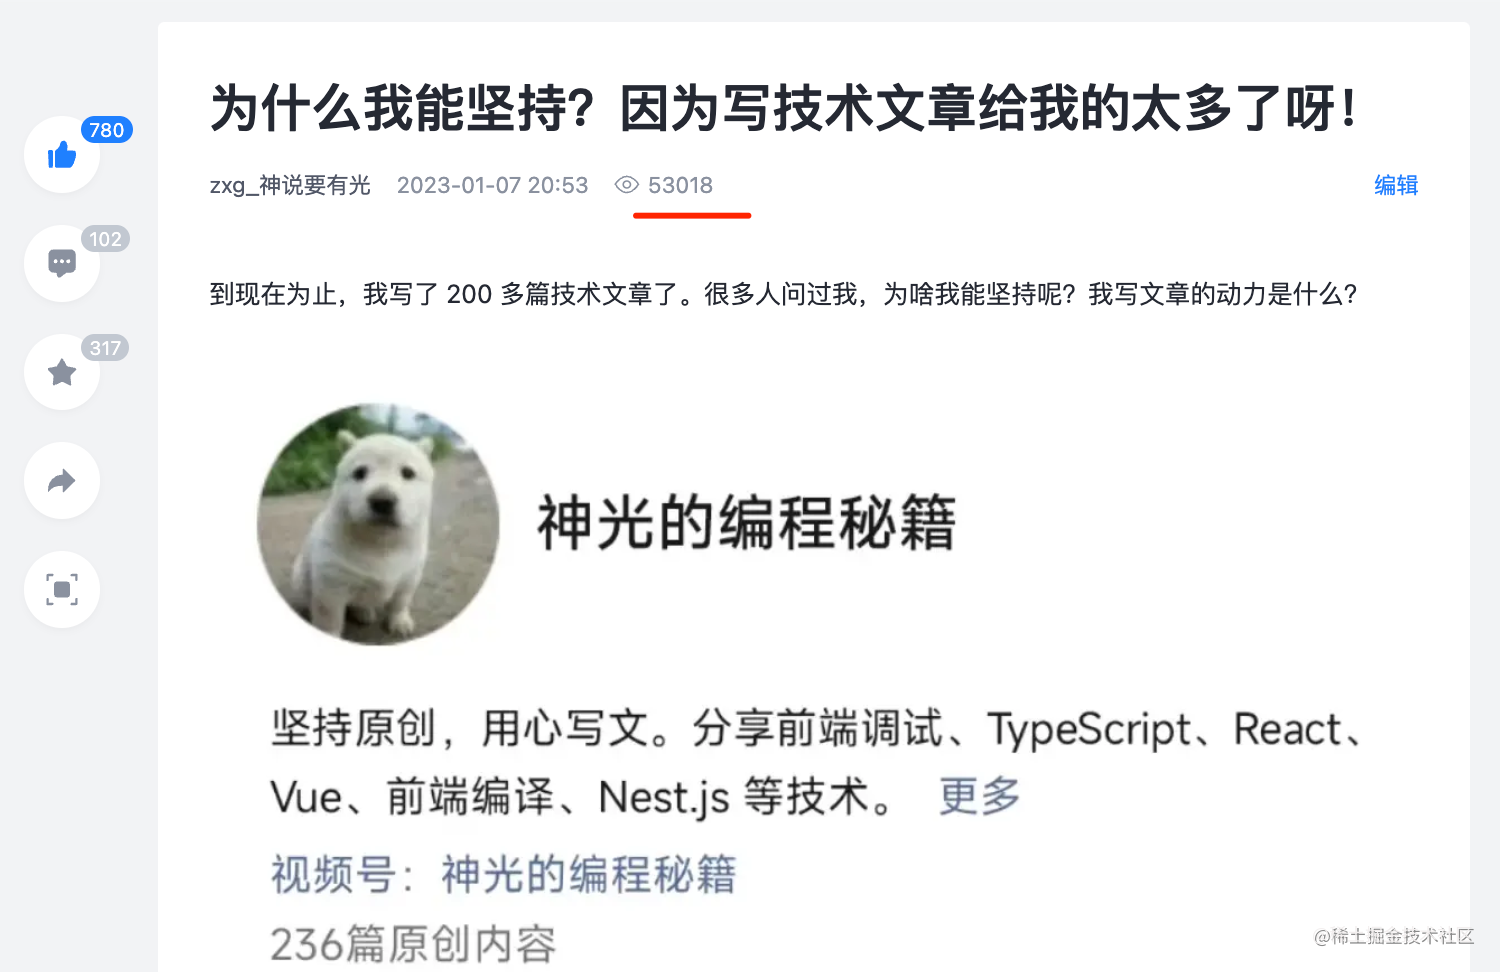 为什么我能坚持？因为写技术文章给我的太多了呀！
zxg_神说要有光 2023-01-07 20:53 53018 编辑
780
102
317
到现在为止，我写了 200 多篇技术文章了。很多人问过我，为啥我能坚持呢？我写文章的动力是什么？
神光的编程秘籍
坚持原创，用心写文。分享前端调试、TypeScript、React、
Vue、前端编译、Nest.js 等技术。 更多
视频号：神光的编程秘籍
236篇原创内容
@稀土掘金技术社区